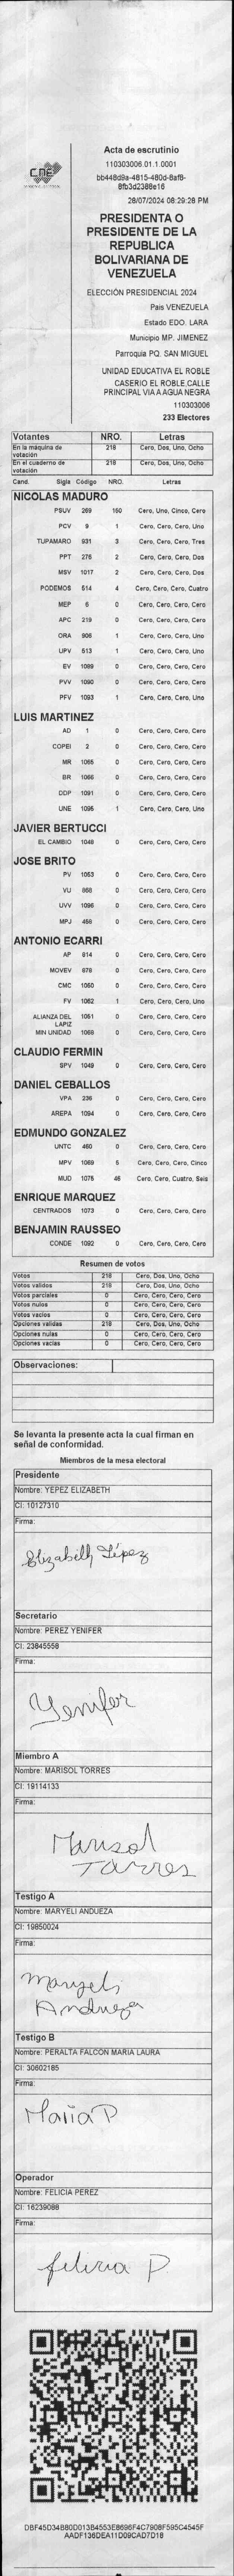 Acta de escrutinio
110303006.01.1.0001
bb448d9a-4815-480d-8af8-
8fb3d2388e16
28/07/2024 08:29:28 PM
CNE
PRESIDENTA O
PRESIDENTE DE LA
REPUBLICA
BOLIVARIANA DE
VENEZUELA
ELECCIÓN PRESIDENCIAL 2024
Pais VENEZUELA
Estado EDO. LARA
Municipio MP. JIMENEZ
Parroquia PQ. SAN MIGUEL
UNIDAD EDUCATIVA EL ROBLE
CASERIO EL ROBLE.CALLE
PRINCIPAL VIA A AGUA NEGRA
110303006
233 Electores
Votantes NRO. Letras
En la máquina de votación 218 Cero, Dos, Uno, Ocho
En el cuaderno de votación 218 Cero, Dos, Uno, Ocho
Cand. Sigla Código NRO. Letras
NICOLAS MADURO
PSUV 269 150 Cero, Uno, Cinco, Cero
PCV 9 1 Cero, Cero, Cero, Uno
TUPAMARO 931 3 Cero, Cero, Cero, Tres
PPT 276 2 Cero, Cero, Cero, Dos
MSV 1017 2 Cero, Cero, Cero, Dos
PODEMOS 514 4 Cero, Cero, Cero, Cuatro
MEP 6 0 Cero, Cero, Cero, Cero
APC 219 0 Cero, Cero, Cero, Cero
ORA 906 1 Cero, Cero, Cero, Uno
UPV 513 1 Cero, Cero, Cero, Uno
EV 1089 0 Cero, Cero, Cero, Cero
PVV 1090 0 Cero, Cero, Cero, Cero
PFV 1093 1 Cero, Cero, Cero, Uno
LUIS MARTINEZ
AD 1 0 Cero, Cero, Cero, Cero
COPEI 2 0 Cero, Cero, Cero, Cero
MR 1065 0 Cero, Cero, Cero, Cero
BR 1066 0 Cero, Cero, Cero, Cero
DDP 1091 0 Cero, Cero, Cero, Cero
UNE 1095 1 Cero, Cero, Cero, Uno
JAVIER BERTUCCI
EL CAMBIO 1048 0 Cero, Cero, Cero, Cero
JOSE BRITO
PV 1053 0 Cero, Cero, Cero, Cero
VU 868 0 Cero, Cero, Cero, Cero
UVV 1096 0 Cero, Cero, Cero, Cero
MPJ 458 0 Cero, Cero, Cero, Cero
ANTONIO ECARRI
AP 814 0 Cero, Cero, Cero, Cero
MOVEV 878 0 Cero, Cero, Cero, Cero
CMC 1050 0 Cero, Cero, Cero, Cero
FV 1062 1 Cero, Cero, Cero, Uno
ALIANZA DEL LAPIZ 1051 0 Cero, Cero, Cero, Cero
MIN UNIDAD 1068 0 Cero, Cero, Cero, Cero
CLAUDIO FERMIN
SPV 1049 0 Cero, Cero, Cero, Cero
DANIEL CEBALLOS
VPA 236 0 Cero, Cero, Cero, Cero
AREPA 1094 0 Cero, Cero, Cero, Cero
EDMUNDO GONZALEZ
UNTC 460 0 Cero, Cero, Cero, Cero
MPV 1069 5 Cero, Cero, Cero, Cinco
MUD 1075 46 Cero, Cero, Cuatro, Seis
ENRIQUE MARQUEZ
CENTRADOS 1073 0 Cero, Cero, Cero, Cero
BENJAMIN RAUSSEO
CONDE 1092 0 Cero, Cero, Cero, Cero
Resumen de votos
Votos 218 Cero, Dos, Uno, Ocho
Votos validos 218 Cero, Dos, Uno, Ocho
Votos parciales 0 Cero, Cero, Cero, Cero
Votos nulos 0 Cero, Cero, Cero, Cero
Votos vacios 0 Cero, Cero, Cero, Cero
Opciones validas 218 Cero, Dos, Uno, Ocho
Opciones nulas 0 Cero, Cero, Cero, Cero
Opciones vacias 0 Cero, Cero, Cero, Cero
Observaciones:
Se levanta la presente acta la cual firman en
señal de conformidad.
Miembros de la mesa electoral
Presidente
Nombre: YEPEZ ELIZABETH
CI: 10127310
Firma:
Elizabeth Yépez
Secretario
Nombre: PEREZ YENIFER
CI: 23845558
Firma:
Yenifer
Miembro A
Nombre: MARISOL TORRES
CI: 19114133
Firma:
Marisol
Torres
Testigo A
Nombre: MARYELI ANDUEZA
CI: 19850024
Firma:
Maryeli
Andueza
Testigo B
Nombre: PERALTA FALCON MARIA LAURA
CI: 30602185
Firma:
Maria P
Operador
Nombre: FELICIA PEREZ
CI: 16239088
Firma:
felicia P
DBF45D34B80D013B4553E8696F4C7908F595C4545F
AADF136DEA11D09CAD7D18